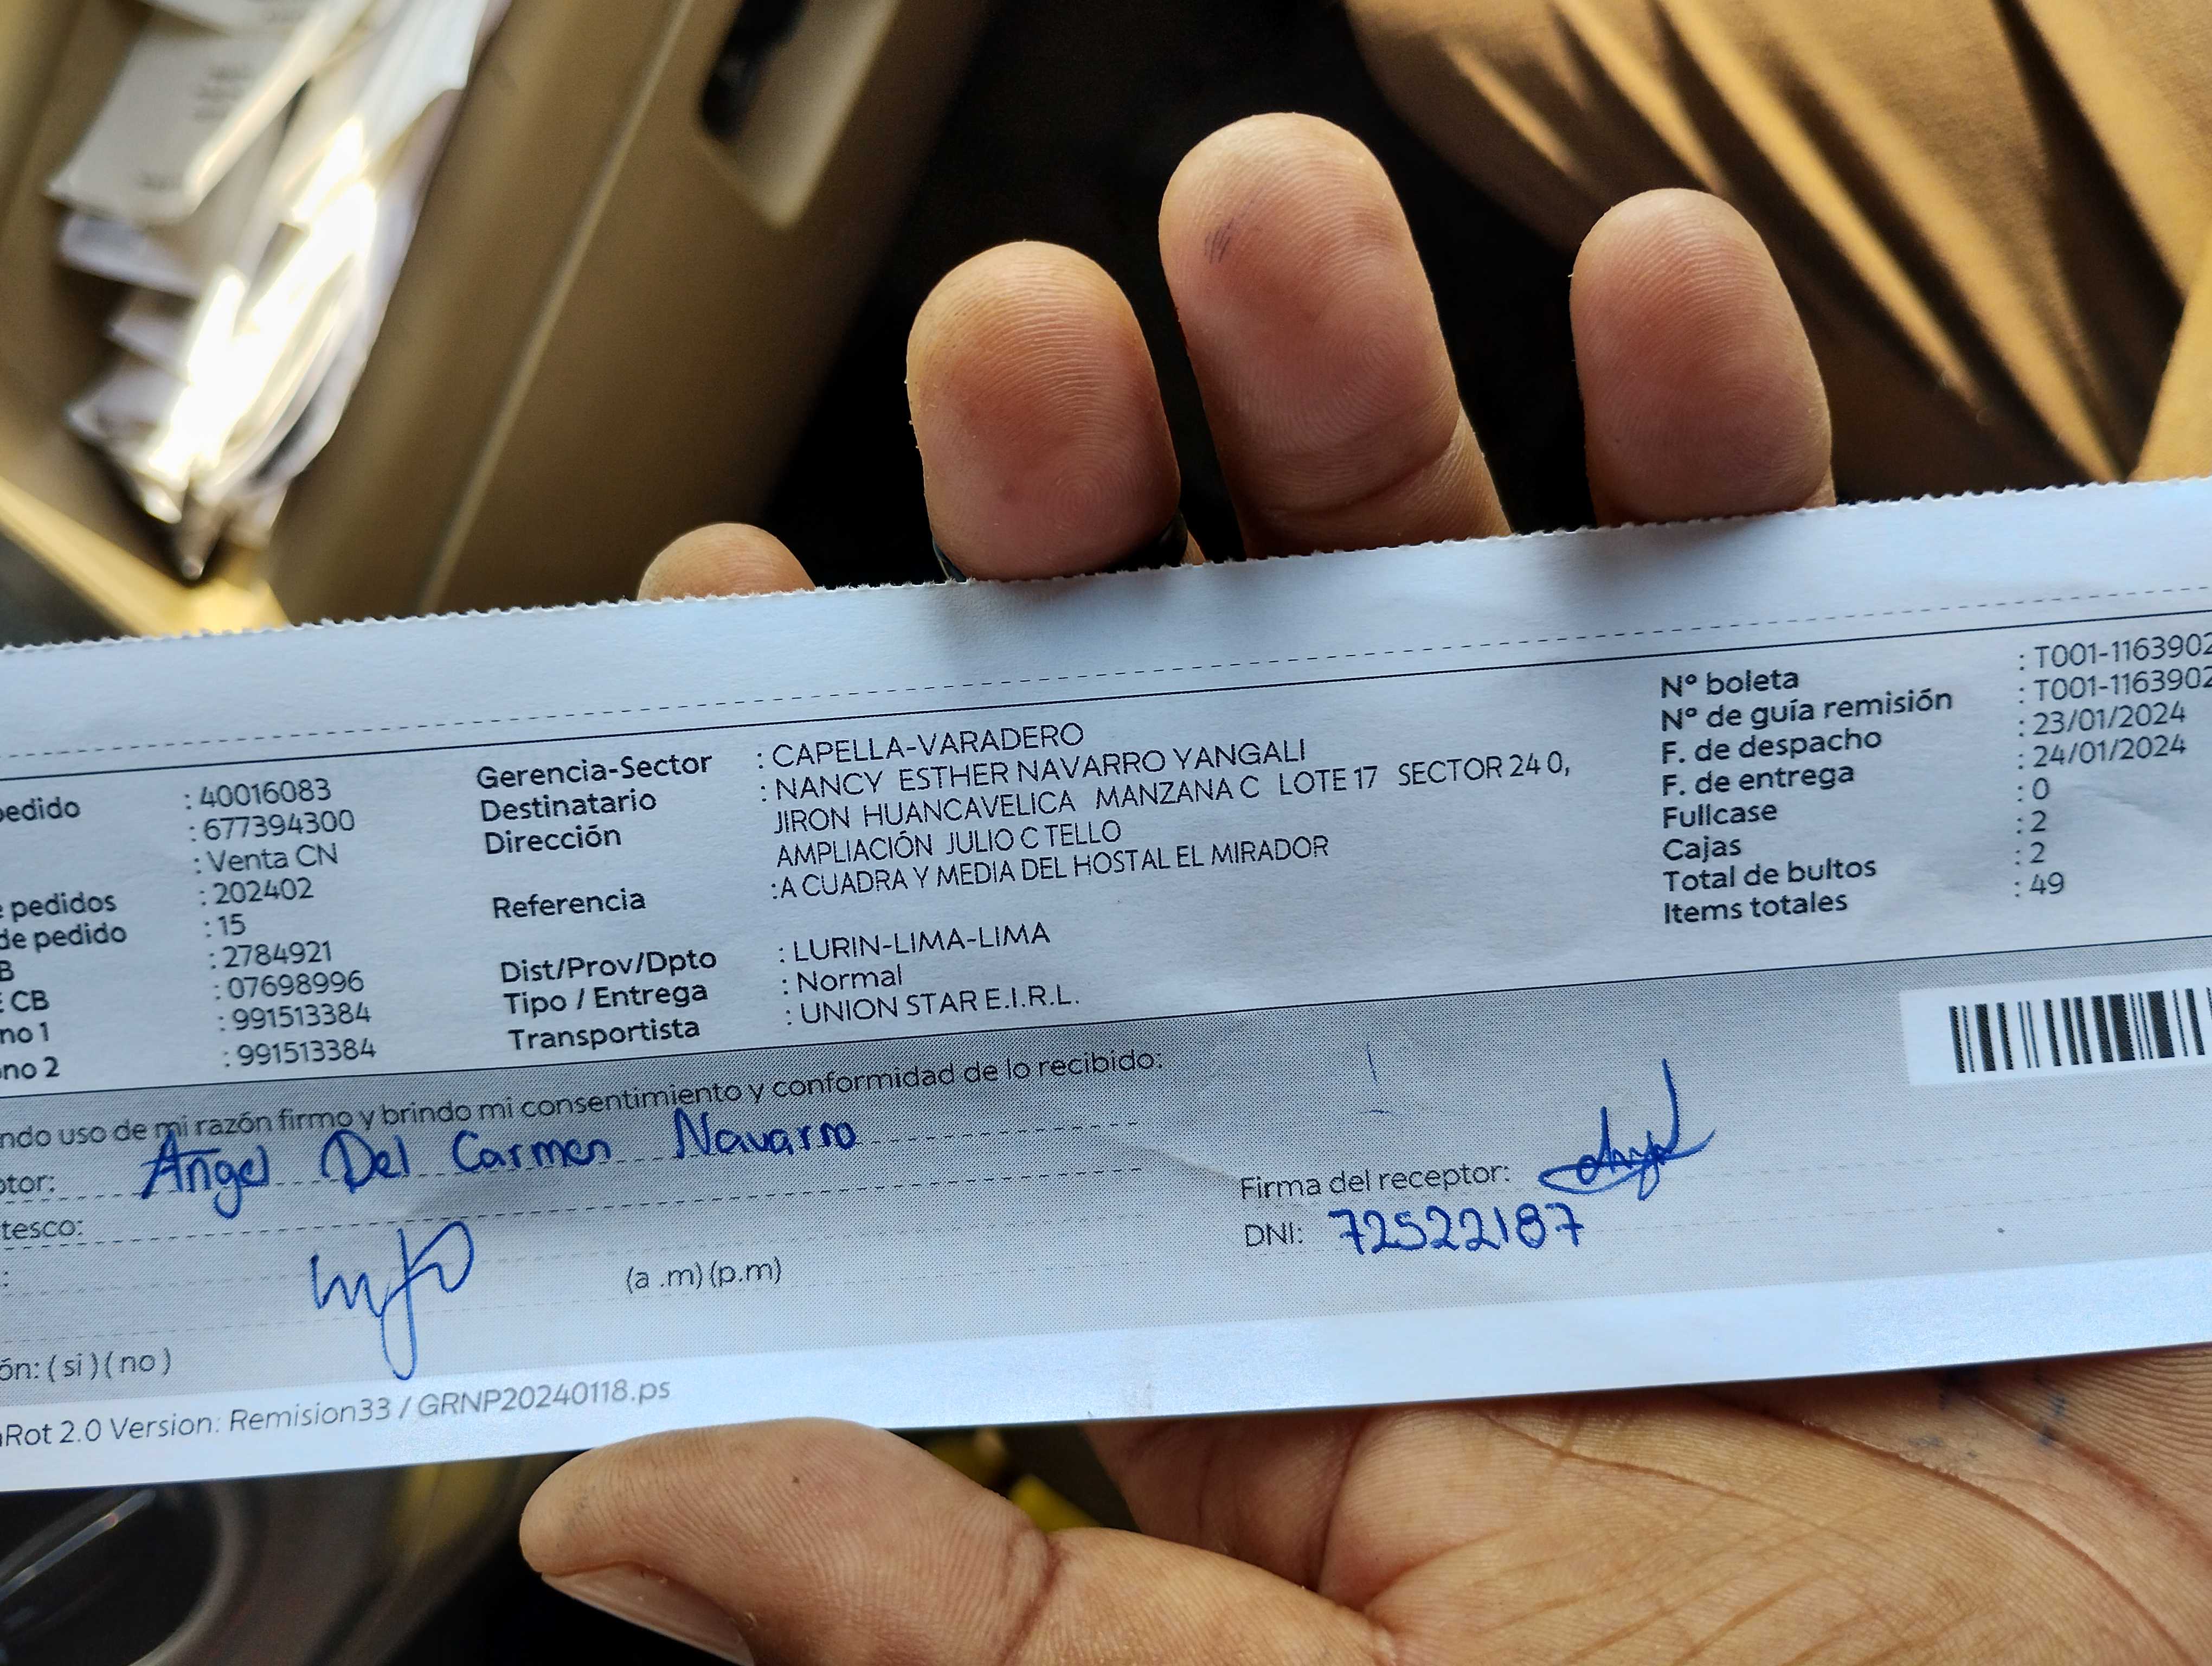 pedido : 40016083
: 677394300
: Venta CN
pedidos : 202402
de pedido : 15
B : 2784921
CB : 07698996
no 1 : 991513384
no 2 : 991513384
Gerencia-Sector : CAPELLA-VARADERO
Destinatario : NANCY ESTHER NAVARRO YANGALI
Dirección JIRON HUANCAVELICA MANZANA C LOTE 17 SECTOR 24 0,
AMPLIACIÓN JULIO C TELLO
Referencia : A CUADRA Y MEDIA DEL HOSTAL EL MIRADOR
Dist/Prov/Dpto : LURIN-LIMA-LIMA
Tipo / Entrega : Normal
Transportista : UNION STAR E.I.R.L.
Nº boleta : T001-1163902
Nº de guía remisión : T001-1163902
F. de despacho : 23/01/2024
F. de entrega : 24/01/2024
Fullcase : 0
Cajas : 2
Total de bultos : 2
Items totales : 49
ndo uso de mi razón firmo y brindo mi consentimiento y conformidad de lo recibido:
ptor: Angel Del Carmen Navarro
Firma del receptor:
tesco:
DNI: 72522187
: (a .m) (p.m)
ón: ( si ) ( no )
Rot 2.0 Version: Remision33 / GRNP20240118.ps